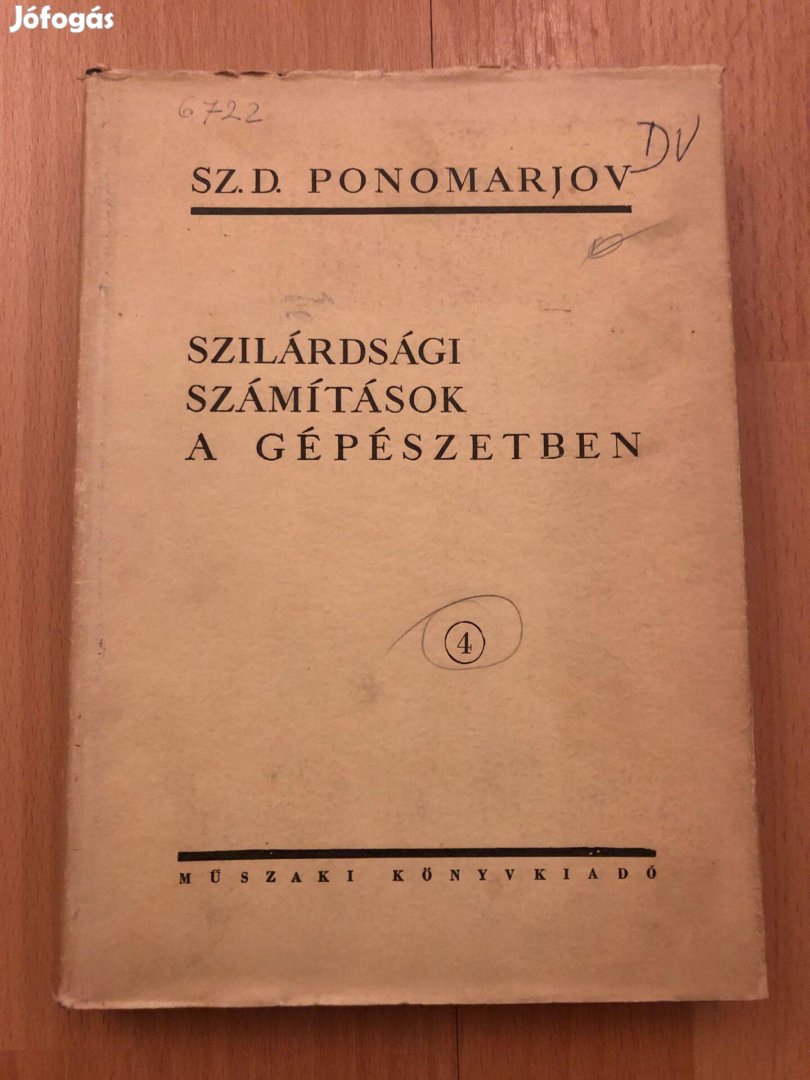 Jófogás
6722
DV
SZ. D. PONOMARJOV
SZILÁRDSÁGI
SZÁMÍTÁSOK
A GÉPÉSZETBEN
4
MŰSZAKI KÖNYVKIADÓ